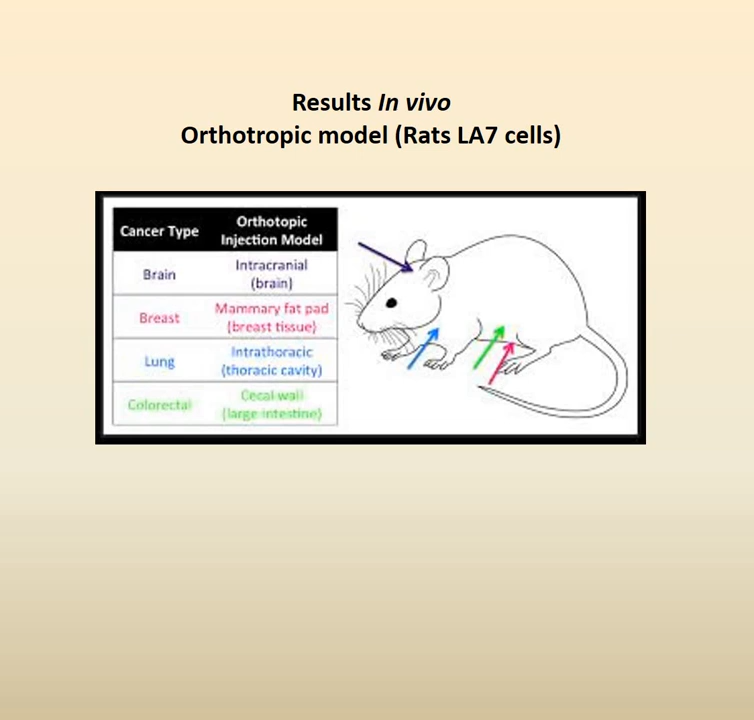 Results In vivo
Orthotropic model (Rats LA7 cells)
Cancer Type
Orthotopic
Injection Model
Brain
Intracranial
(brain)
Breast
Mammary fat pad
(breast tissue)
Lung
Intrathoracic
(thoracic cavity)
Colorectal
Cecal wall
(large intestine)